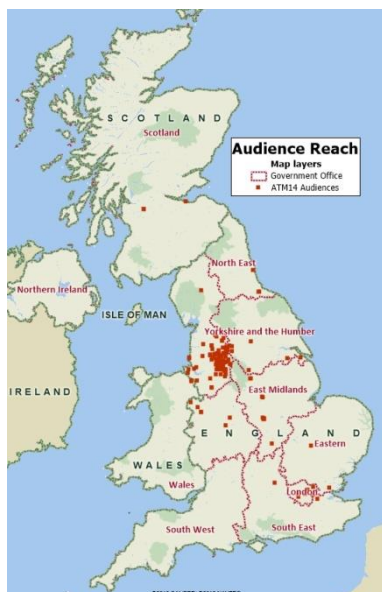 SCOTLAND
Scotland
Audience Reach
Map layers
Government Office
ATM14 Audiences
North East
Northern Ireland
ISLE OF MAN
Yorkshire and the Humber
IRELAND
East Midlands
ENGLAND
Eastern
WALES
Wales
London
South West
South East